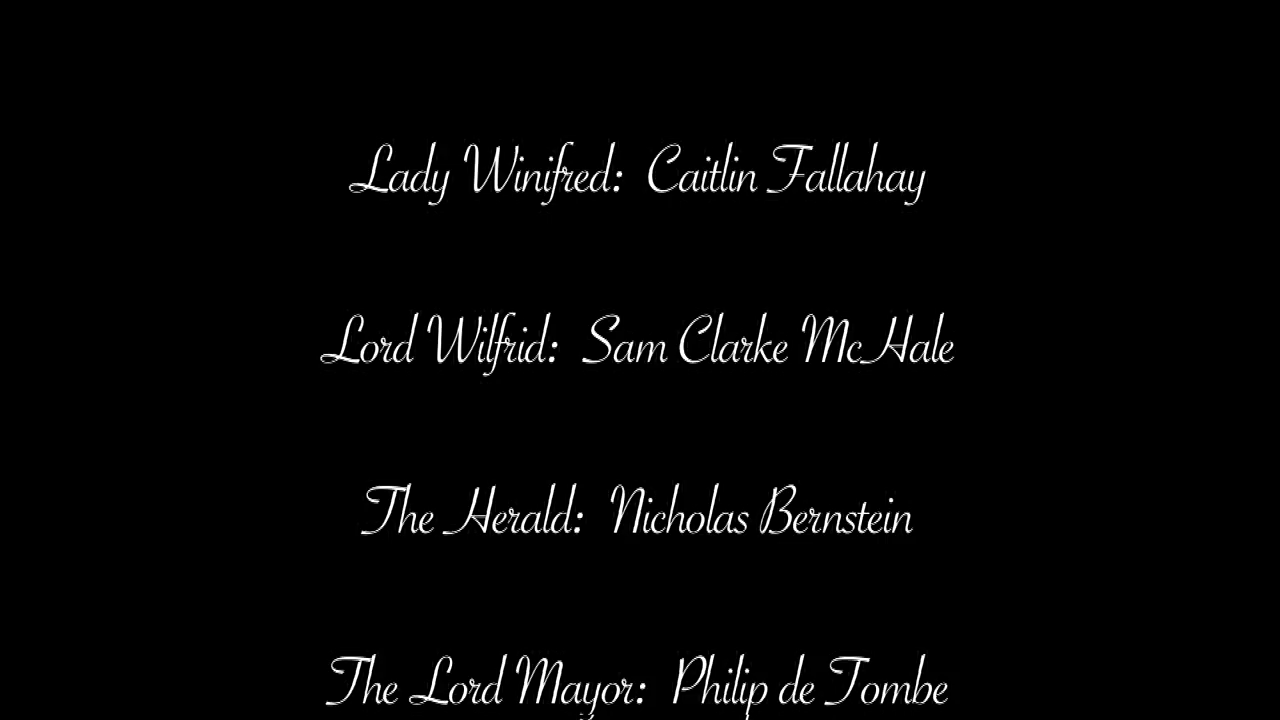 Lady Winifred: Caitlin Fallahay
Lord Wilfrid: Sam Clarke McHale
The Herald: Nicholas Bernstein
The Lord Mayor: Philip de Tombe